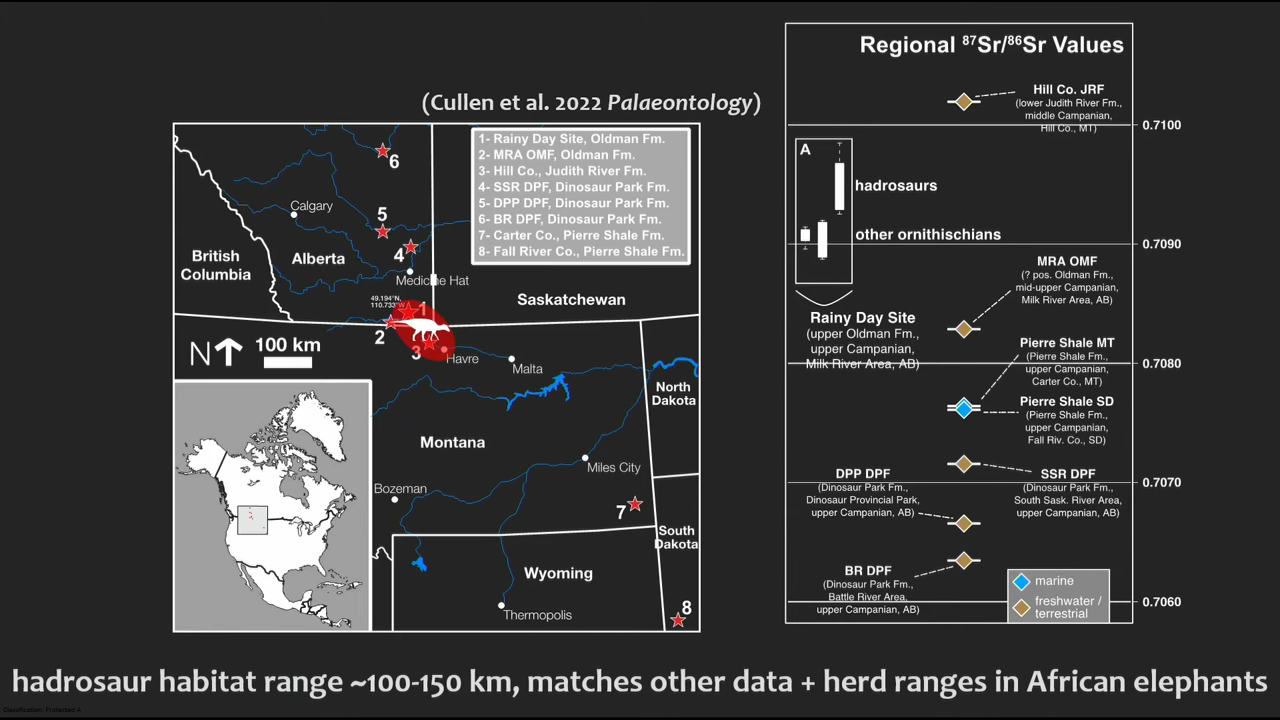 (Cullen et al. 2022 Palaeontology)
1- Rainy Day Site, Oldman Fm.
2- MRA OMF, Oldman Fm.
3- Hill Co., Judith River Fm.
4- SSR DPF, Dinosaur Park Fm.
5- DPP DPF, Dinosaur Park Fm.
6- BR DPF, Dinosaur Park Fm.
7- Carter Co., Pierre Shale Fm.
8- Fall River Co., Pierre Shale Fm.
6
Calgary
5
British
Columbia
Alberta
4
Medicine Hat
Saskatchewan
49.194°N,
110.733°W
1
2
3
Havre
Malta
N
100 km
North
Dakota
Montana
Miles City
Bozeman
7
South
Dakota
Wyoming
Thermopolis
8
Regional ⁸⁷Sr/⁸⁶Sr Values
Hill Co. JRF
(lower Judith River Fm.,
middle Campanian,
Hill Co., MT)
0.7100
A
hadrosaurs
other ornithischians
0.7090
MRA OMF
(? pos. Oldman Fm.,
mid-upper Campanian,
Milk River Area, AB)
Rainy Day Site
(upper Oldman Fm.,
upper Campanian,
Milk River Area, AB)
Pierre Shale MT
(Pierre Shale Fm.,
upper Campanian,
Carter Co., MT)
0.7080
Pierre Shale SD
(Pierre Shale Fm.,
upper Campanian,
Fall Riv. Co., SD)
DPP DPF
(Dinosaur Park Fm.,
Dinosaur Provincial Park,
upper Campanian, AB)
SSR DPF
(Dinosaur Park Fm.,
South Sask. River Area,
upper Campanian, AB)
0.7070
BR DPF
(Dinosaur Park Fm.,
Battle River Area,
upper Campanian, AB)
marine
freshwater /
terrestrial
0.7060
hadrosaur habitat range ~100-150 km, matches other data + herd ranges in African elephants
Classification: Protected A